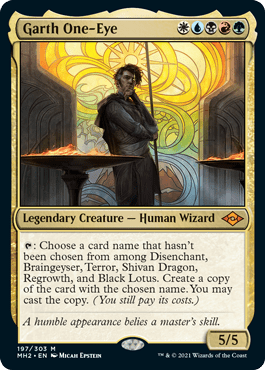 Garth One-Eye
Legendary Creature — Human Wizard
: Choose a card name that hasn't
been chosen from among Disenchant,
Braingeyser, Terror, Shivan Dragon,
Regrowth, and Black Lotus. Create a copy
of the card with the chosen name. You may
cast the copy. (You still pay its costs.)
A humble appearance belies a master's skill.
5/5
197/303 M
MH2 • EN MICAH EPSTEIN
™ & © 2021 Wizards of the Coast